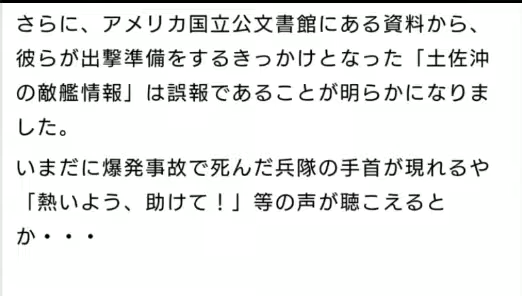 さらに、アメリカ国立公文書館にある資料から、
彼らが出撃準備をするきっかけとなった「土佐沖
の敵艦情報」は誤報であることが明らかになりま
した。
いまだに爆発事故で死んだ兵隊の手首が現れるや
「熱いよう、助けて！」等の声が聴こえると
か・・・